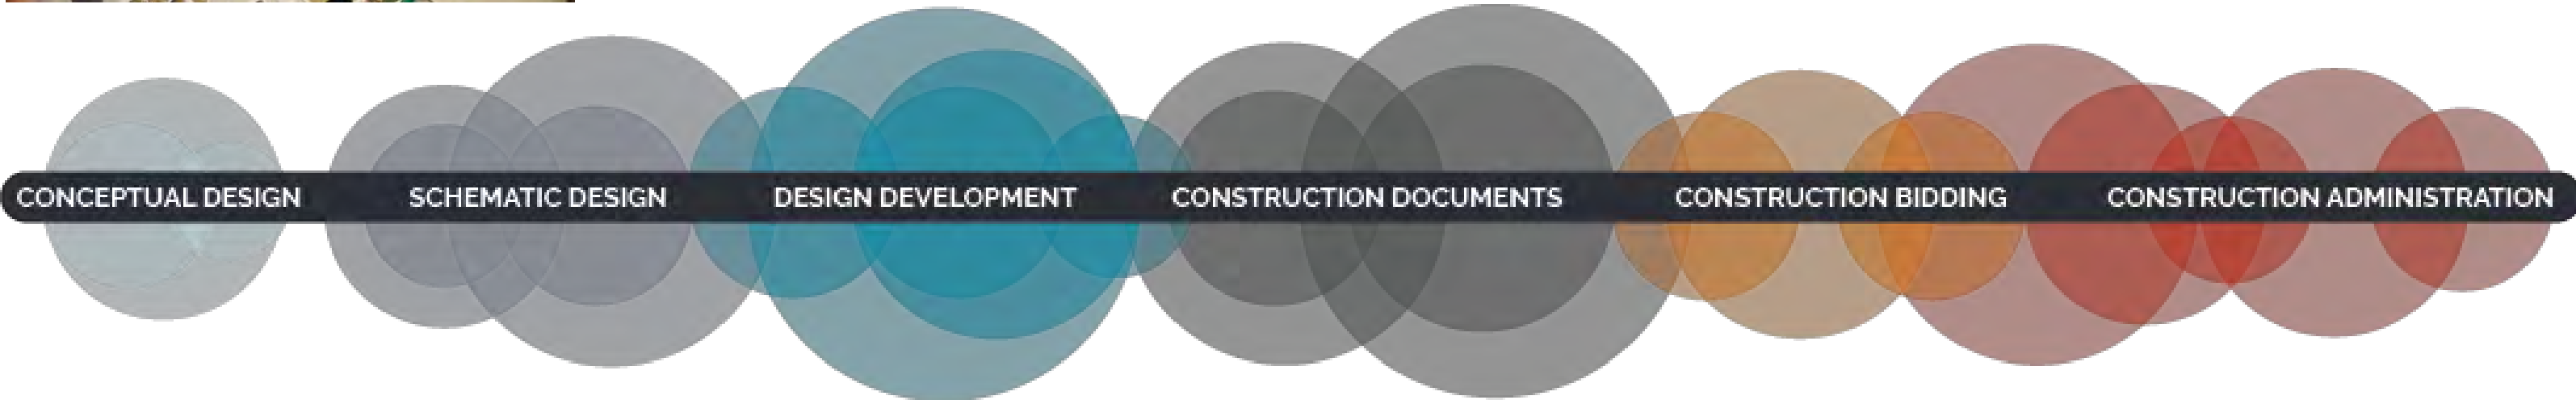 CONCEPTUAL DESIGN
SCHEMATIC DESIGN
DESIGN DEVELOPMENT
CONSTRUCTION DOCUMENTS
CONSTRUCTION BIDDING
CONSTRUCTION ADMINISTRATION